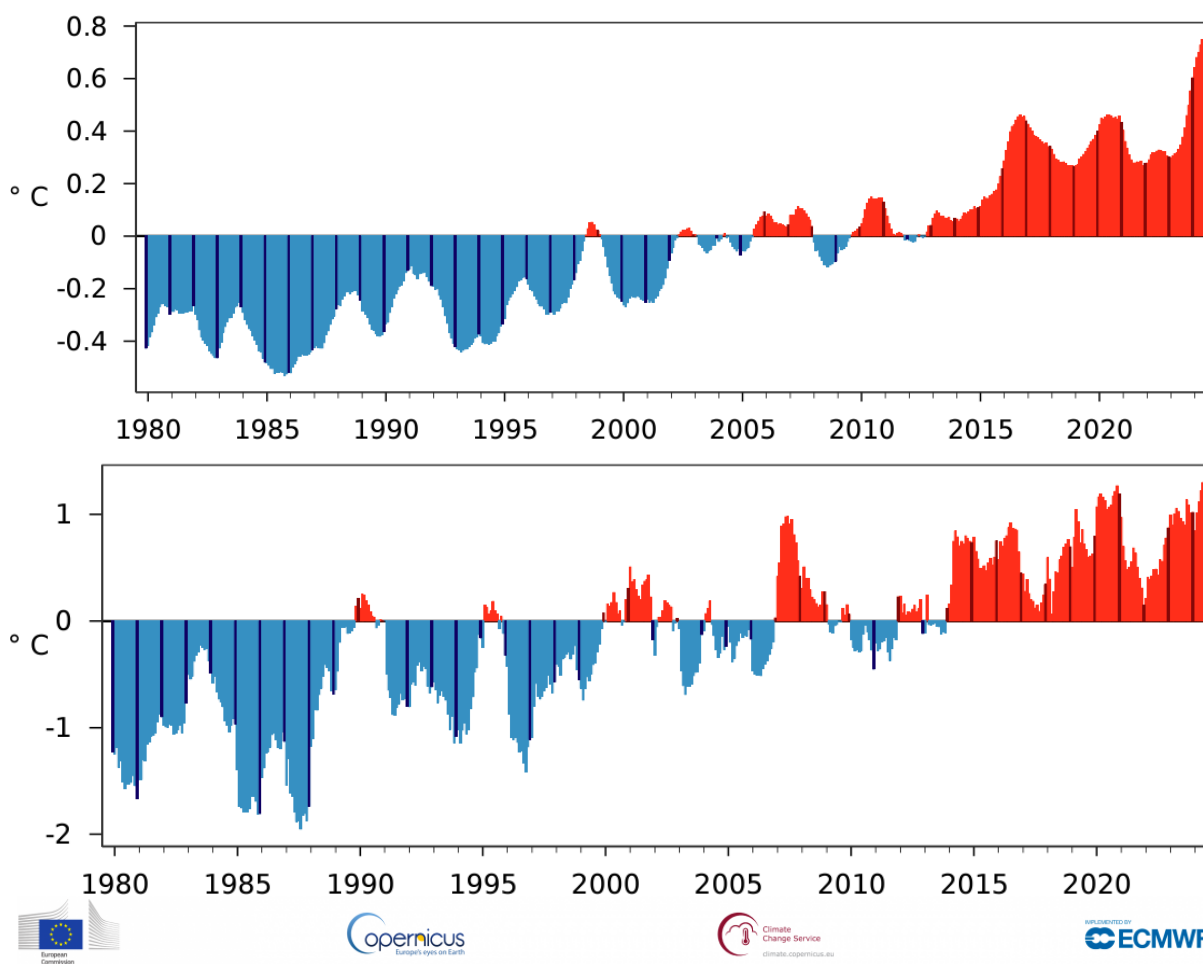 0.8
0.6
0.4
° C
0.2
0
-0.2
-0.4
1980 1985 1990 1995 2000 2005 2010 2015 2020
1
0
° C
-1
-2
1980 1985 1990 1995 2000 2005 2010 2015 2020
European
Commission
opernicus
Europe's eyes on Earth
Climate
Change Service
climate.copernicus.eu
IMPLEMENTED BY
ECMWF